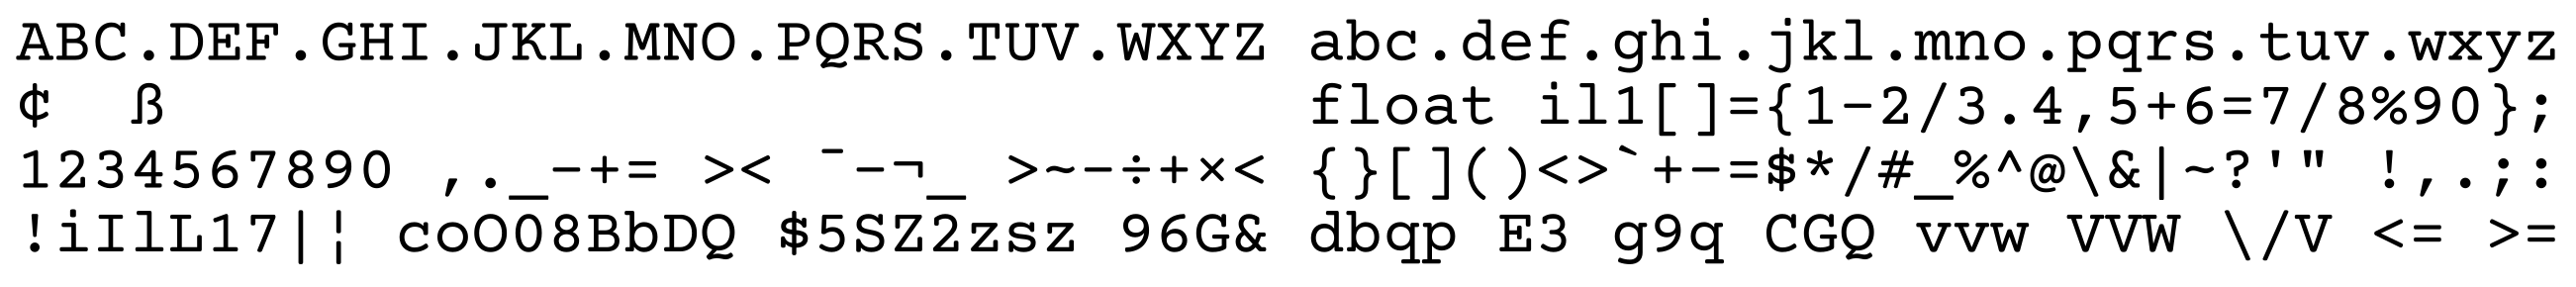 ABC.DEF.GHI.JKL.MNO.PQRS.TUV.WXYZ abc.def.ghi.jkl.mno.pqrs.tuv.wxyz
¢  ß                              float il1[]={1-2/3.4,5+6=7/8%90};
1234567890 ,._-+= >< ¯-¬_ >~-÷+×< {}[]()<>`+-=$*/#_%^@\&|~?'" !,.;:
!iIlL17|¦ coO08BbDQ $5SZ2zsz 96G& dbqp E3 g9q CGQ vvw VVW \/V <= >=